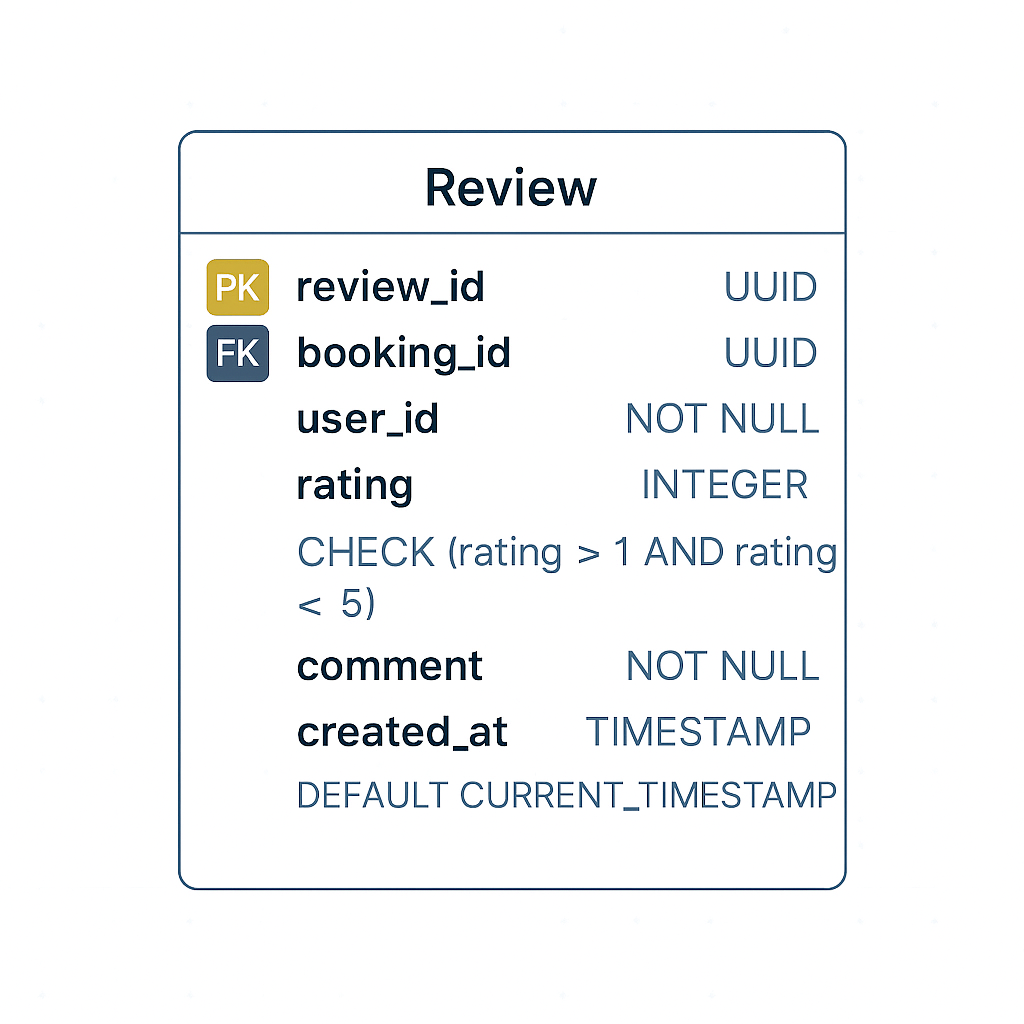 Review
PK review_id UUID
FK booking_id UUID
user_id NOT NULL
rating INTEGER
CHECK (rating > 1 AND rating
< 5)
comment NOT NULL
created_at TIMESTAMP
DEFAULT CURRENT_TIMESTAMP